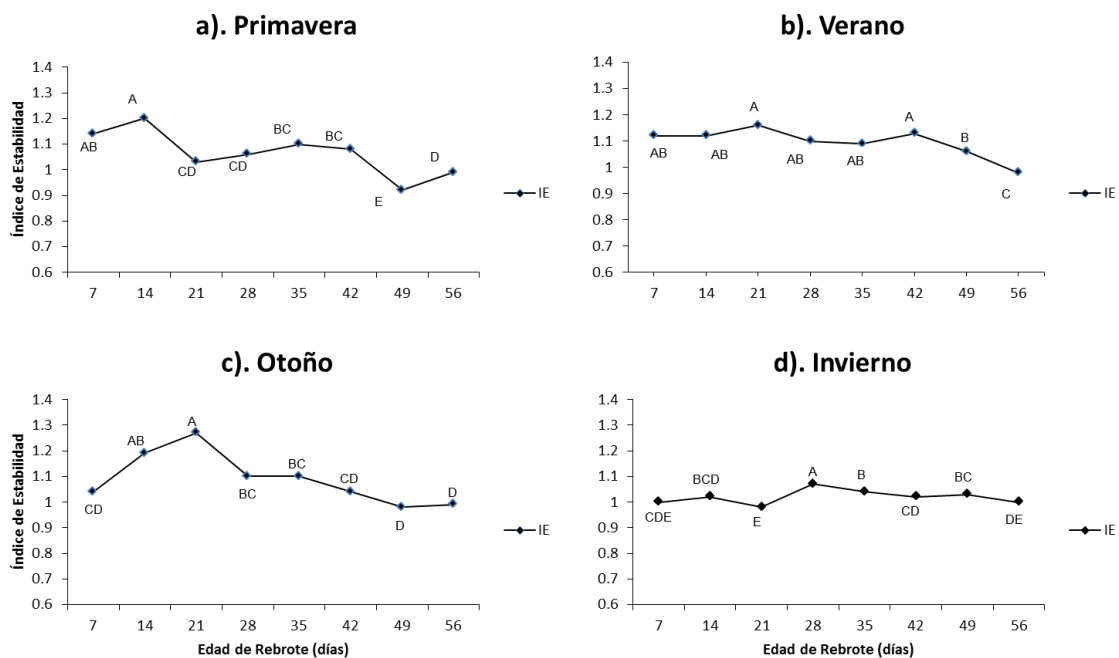 a). Primavera
Índice de Estabilidad
1.4
1.3
1.2
1.1
1
0.9
0.8
0.7
0.6
AB
A
CD
CD
BC
BC
E
D
7 14 21 28 35 42 49 56
IE
b). Verano
1.4
1.3
1.2
1.1
1
0.9
0.8
0.7
0.6
AB
AB
A
AB
AB
A
B
C
7 14 21 28 35 42 49 56
IE
c). Otoño
Índice de Estabilidad
1.4
1.3
1.2
1.1
1
0.9
0.8
0.7
0.6
CD
AB
A
BC
BC
CD
D
D
7 14 21 28 35 42 49 56
Edad de Rebrote (días)
IE
d). Invierno
1.4
1.3
1.2
1.1
1
0.9
0.8
0.7
0.6
CDE
BCD
E
A
B
CD
BC
DE
7 14 21 28 35 42 49 56
Edad de Rebrote (días)
IE